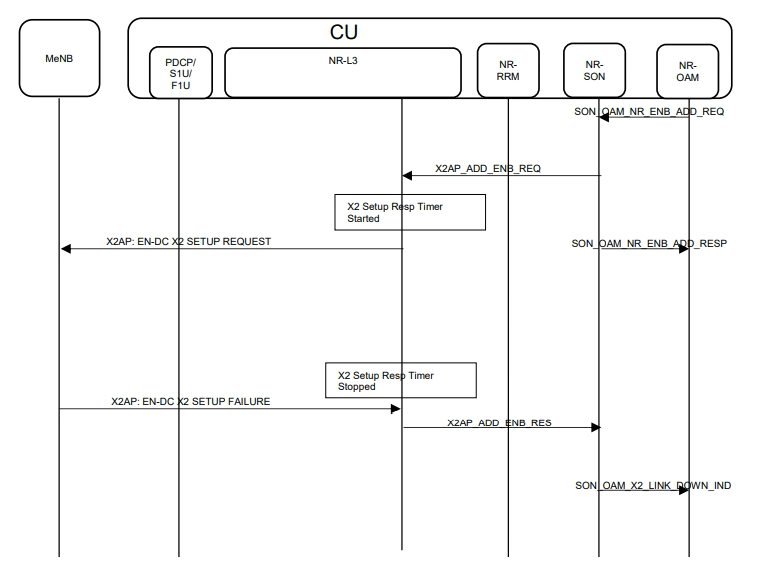 CU
MeNB
PDCP/
S1U/
F1U
NR-L3
NR-
RRM
NR-
SON
NR-
OAM
SON_OAM_NR_ENB_ADD_REQ
X2AP_ADD_ENB_REQ
X2 Setup Resp Timer
Started
X2AP: EN-DC X2 SETUP REQUEST
SON_OAM_NR_ENB_ADD_RESP
X2 Setup Resp Timer
Stopped
X2AP: EN-DC X2 SETUP FAILURE
X2AP_ADD_ENB_RES
SON_OAM_X2_LINK_DOWN_IND